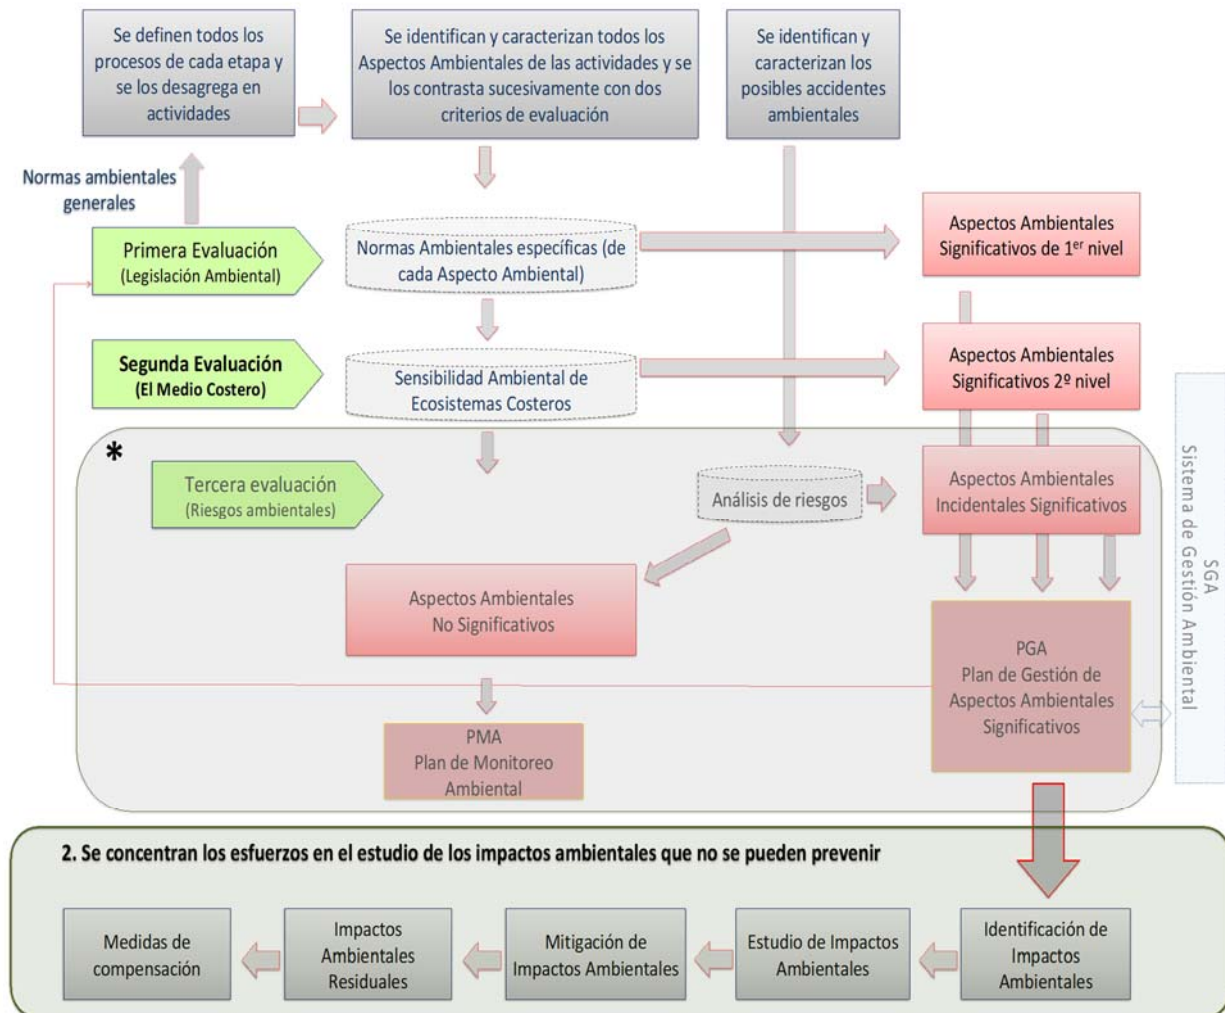 Se definen todos los
procesos de cada etapa y
se los desagrega en
actividades
Se identifican y caracterizan todos los
Aspectos Ambientales de las actividades y se
los contrasta sucesivamente con dos
criterios de evaluación
Se identifican y
caracterizan los
posibles accidentes
ambientales
Normas ambientales
generales
Primera Evaluación
(Legislación Ambiental)
Normas Ambientales específicas (de
cada Aspecto Ambiental)
Aspectos Ambientales
Significativos de 1er nivel
Segunda Evaluación
(El Medio Costero)
Sensibilidad Ambiental de
Ecosistemas Costeros
Aspectos Ambientales
Significativos 2º nivel
*
Tercera evaluación
(Riesgos ambientales)
Análisis de riesgos
Aspectos Ambientales
Incidentales Significativos
SGA
Sistema de Gestión Ambiental
Aspectos Ambientales
No Significativos
PGA
Plan de Gestión de
Aspectos Ambientales
Significativos
PMA
Plan de Monitoreo
Ambiental
2. Se concentran los esfuerzos en el estudio de los impactos ambientales que no se pueden prevenir
Medidas de
compensación
Impactos
Ambientales
Residuales
Mitigación de
Impactos Ambientales
Estudio de Impactos
Ambientales
Identificación de
Impactos
Ambientales